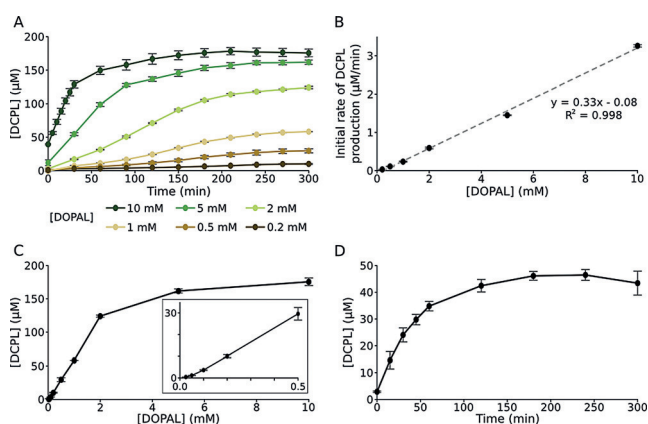 A
[DCPL] (µM)
200
150
100
50
0
0 50 100 150 200 250 300
Time (min)
[DOPAL]
10 mM 5 mM 2 mM
1 mM 0.5 mM 0.2 mM
B
Initial rate of DCPL
production (µM/min)
3
2
1
0
y = 0.33x - 0.08
R² = 0.998
0 2 4 6 8 10
[DOPAL] (mM)
C
[DCPL] (µM)
200
150
100
50
0
30
0
0.0 0.5
0 2 4 6 8 10
[DOPAL] (mM)
D
[DCPL] (µM)
50
40
30
20
10
0
0 50 100 150 200 250 300
Time (min)